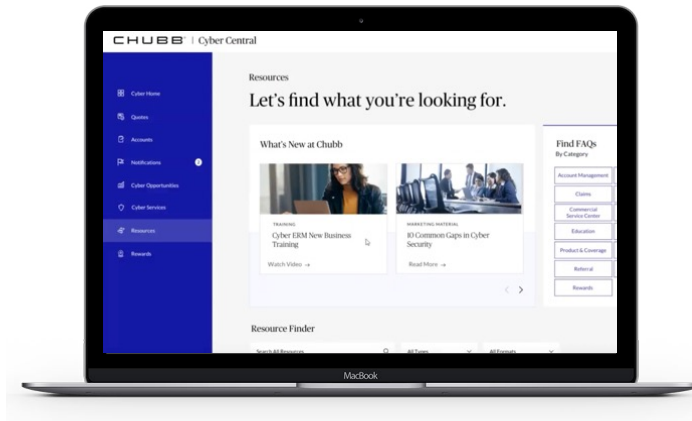 CHUBB® | Cyber Central
Cyber Home
Quotes
Accounts
Notifications
Cyber Opportunities
Cyber Services
Resources
Rewards
Resources
Let's find what you're looking for.
What's New at Chubb
TRAINING
Cyber ERM New Business
Training
Watch Video →
MARKETING MATERIAL
10 Common Gaps in Cyber
Security
Read More →
Find FAQs
By Category
Account Management
Claims
Commercial
Service Center
Education
Product & Coverage
Referral
Rewards
Resource Finder
Search All Resources
All Types
All Formats
MacBook